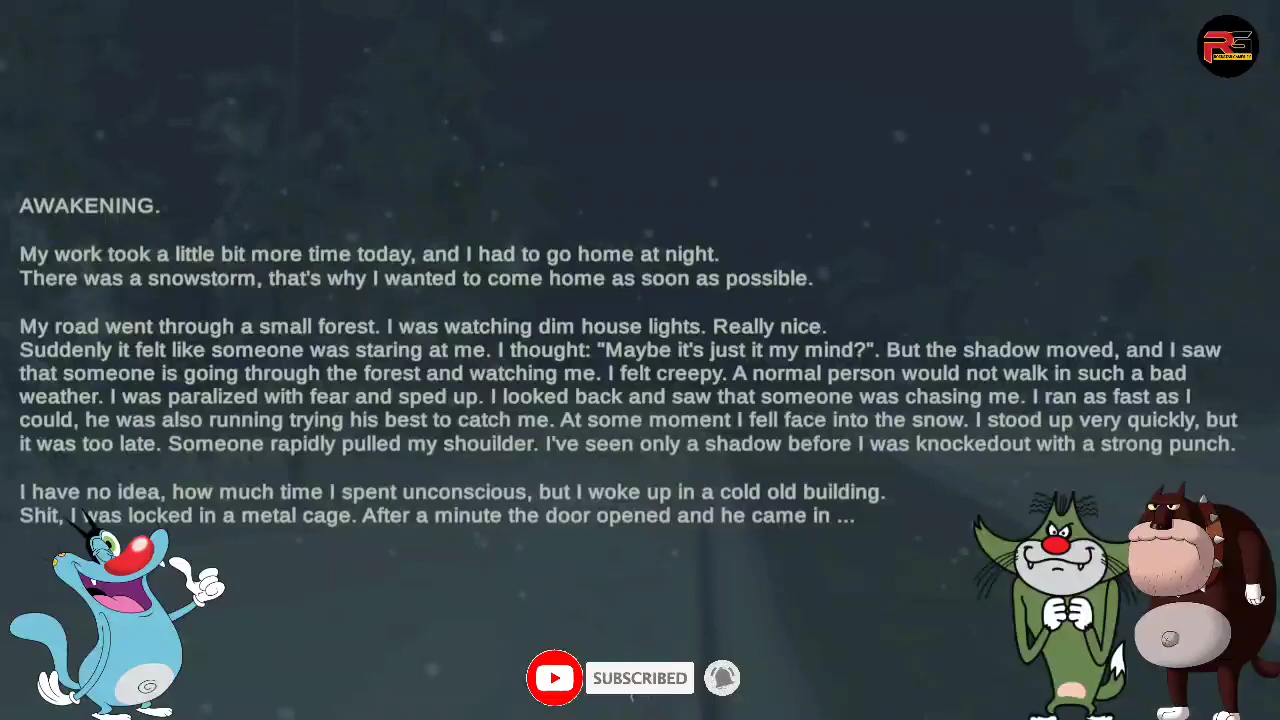 AWAKENING.
My work took a little bit more time today, and I had to go home at night.
There was a snowstorm, that's why I wanted to come home as soon as possible.
My road went through a small forest. I was watching dim house lights. Really nice.
Suddenly it felt like someone was staring at me. I thought: "Maybe it's just it my mind?". But the shadow moved, and I saw
that someone is going through the forest and watching me. I felt creepy. A normal person would not walk in such a bad
weather. I was paralized with fear and sped up. I looked back and saw that someone was chasing me. I ran as fast as I
could, he was also running trying his best to catch me. At some moment I fell face into the snow. I stood up very quickly, but
it was too late. Someone rapidly pulled my shouilder. I've seen only a shadow before I was knockedout with a strong punch.
I have no idea, how much time I spent unconscious, but I woke up in a cold old building.
Shit, I was locked in a metal cage. After a minute the door opened and he came in ...
RG
SUBSCRIBED